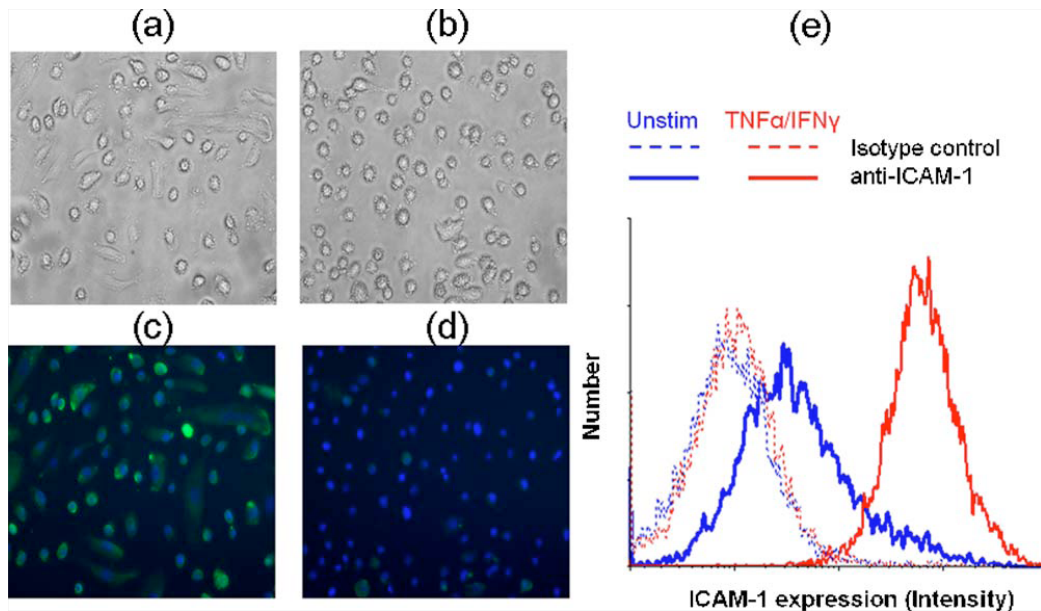 (a)
(b)
(e)
Unstim TNFα/IFNγ
Isotype control
anti-ICAM-1
(c)
(d)
Number
ICAM-1 expression (Intensity)